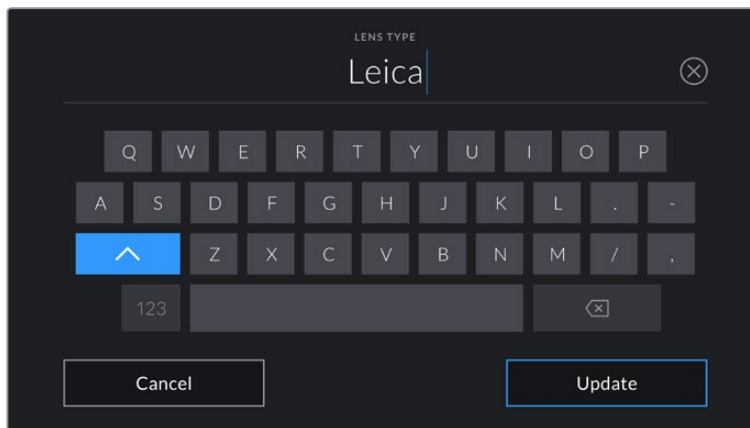 LENS TYPE
Leica
Q W E R T Y U I O P
A S D F G H J K L . -
Z X C V B N M / ,
123
Cancel Update